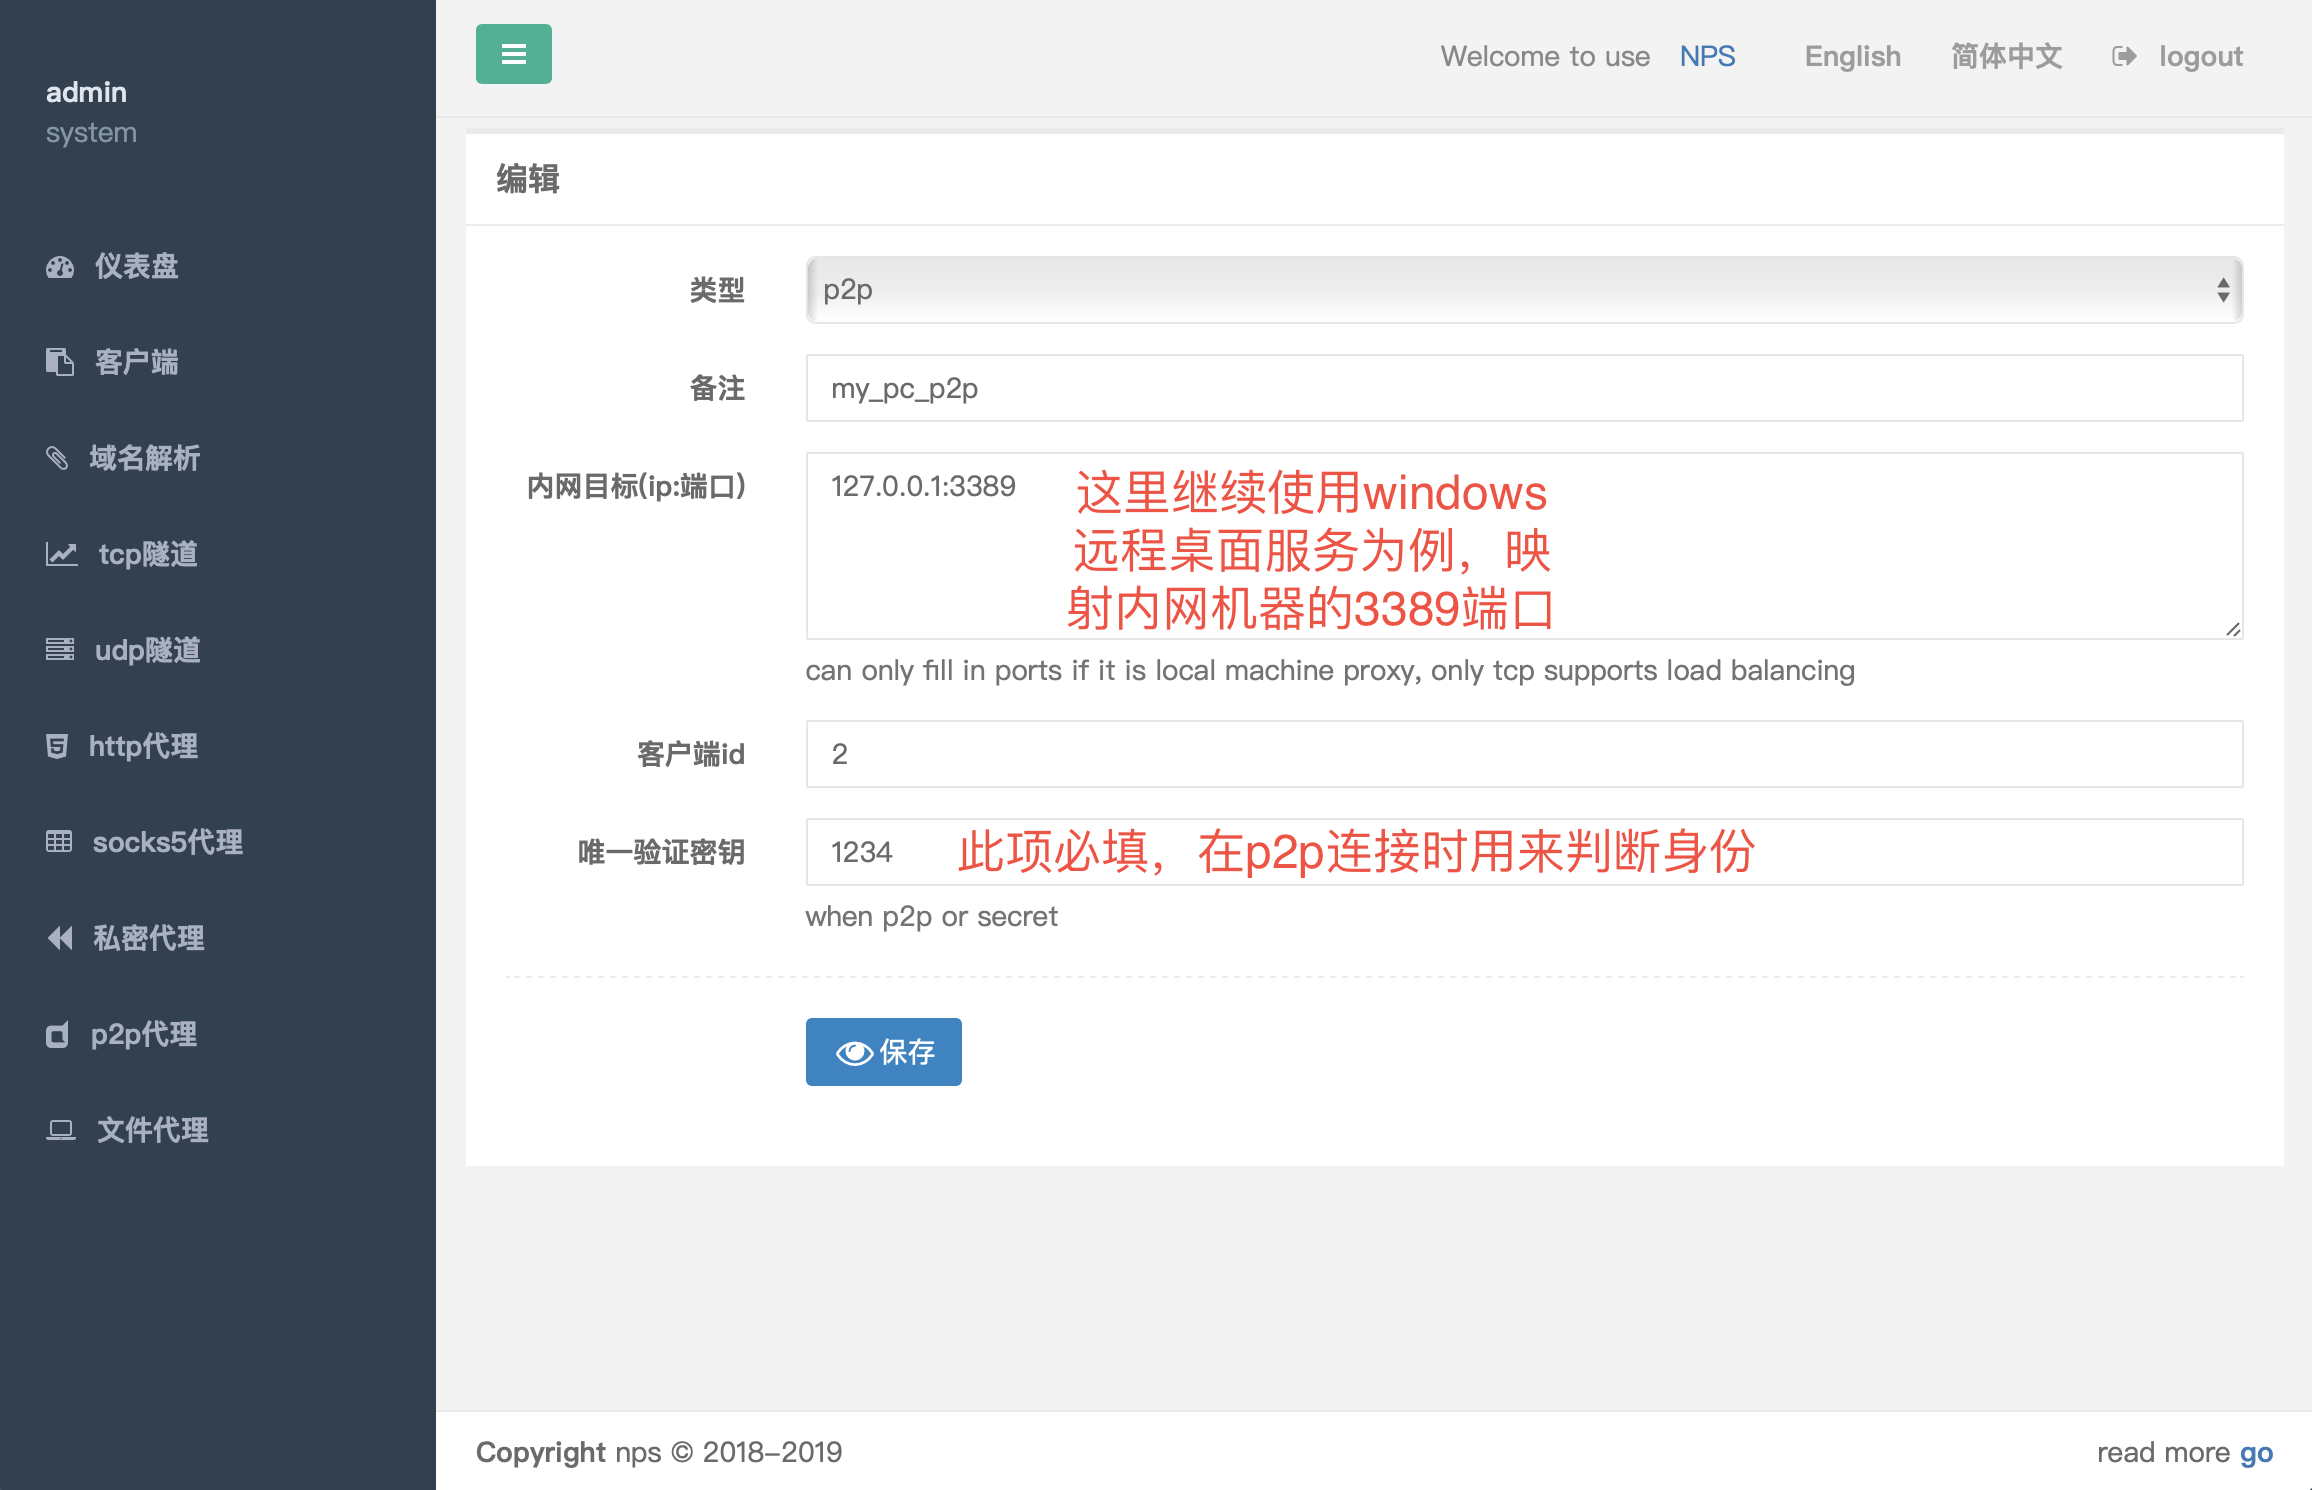 admin
system
仪表盘
客户端
域名解析
tcp隧道
udp隧道
http代理
socks5代理
私密代理
p2p代理
文件代理
Welcome to use NPS English 简体中文 logout
编辑
类型 p2p
备注 my_pc_p2p
内网目标(ip:端口) 127.0.0.1:3389 这里继续使用windows
远程桌面服务为例，映
射内网机器的3389端口
can only fill in ports if it is local machine proxy, only tcp supports load balancing
客户端id 2
唯一验证密钥 1234 此项必填，在p2p连接时用来判断身份
when p2p or secret
保存
Copyright nps © 2018-2019 read more go